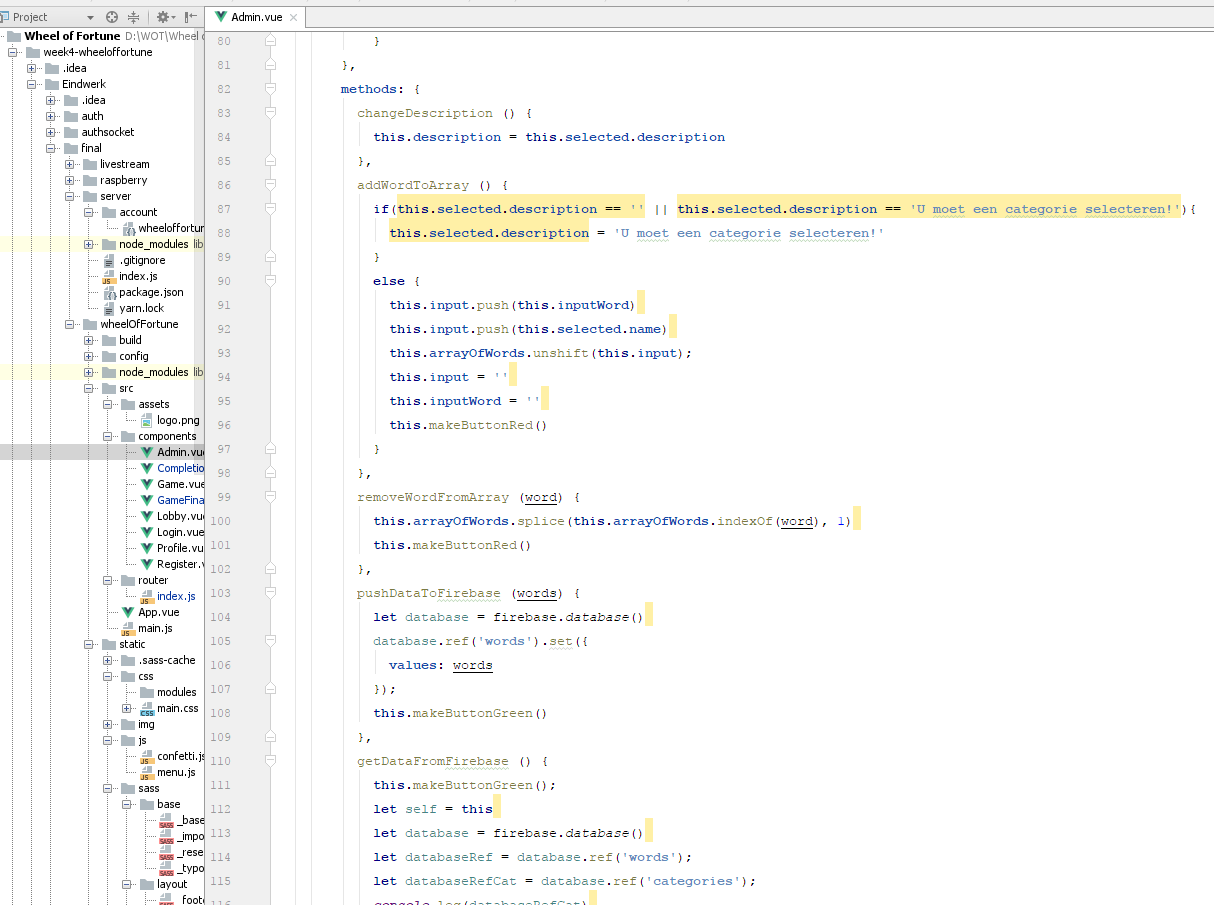 Project
Admin.vue
Wheel of Fortune D:\WOT\Wheel o
week4-wheeloffortune
.idea
Eindwerk
.idea
auth
authsocket
final
livestream
raspberry
server
account
wheeloffortur
node_modules lib
.gitignore
index.js
package.json
yarn.lock
wheelOfFortune
build
config
node_modules lib
src
assets
logo.png
components
Admin.vue
Completio
Game.vue
GameFina
Lobby.vue
Login.vue
Profile.vu
Register.v
router
index.js
App.vue
main.js
static
.sass-cache
css
modules
main.css
img
js
confetti.js
menu.js
sass
base
_base
_impo
_rese
_typo
layout
_foote
80 }
81 },
82 methods: {
83 changeDescription () {
84 this.description = this.selected.description
85 },
86 addWordToArray () {
87 if(this.selected.description == '' || this.selected.description == 'U moet een categorie selecteren!'){
88 this.selected.description = 'U moet een categorie selecteren!'
89 }
90 else {
91 this.input.push(this.inputWord)
92 this.input.push(this.selected.name)
93 this.arrayOfWords.unshift(this.input);
94 this.input = ''
95 this.inputWord = ''
96 this.makeButtonRed()
97 }
98 },
99 removeWordFromArray (word) {
100 this.arrayOfWords.splice(this.arrayOfWords.indexOf(word), 1)
101 this.makeButtonRed()
102 },
103 pushDataToFirebase (words) {
104 let database = firebase.database()
105 database.ref('words').set({
106 values: words
107 });
108 this.makeButtonGreen()
109 },
110 getDataFromFirebase () {
111 this.makeButtonGreen();
112 let self = this
113 let database = firebase.database()
114 let databaseRef = database.ref('words');
115 let databaseRefCat = database.ref('categories');
116 console.log(databaseRefCat)